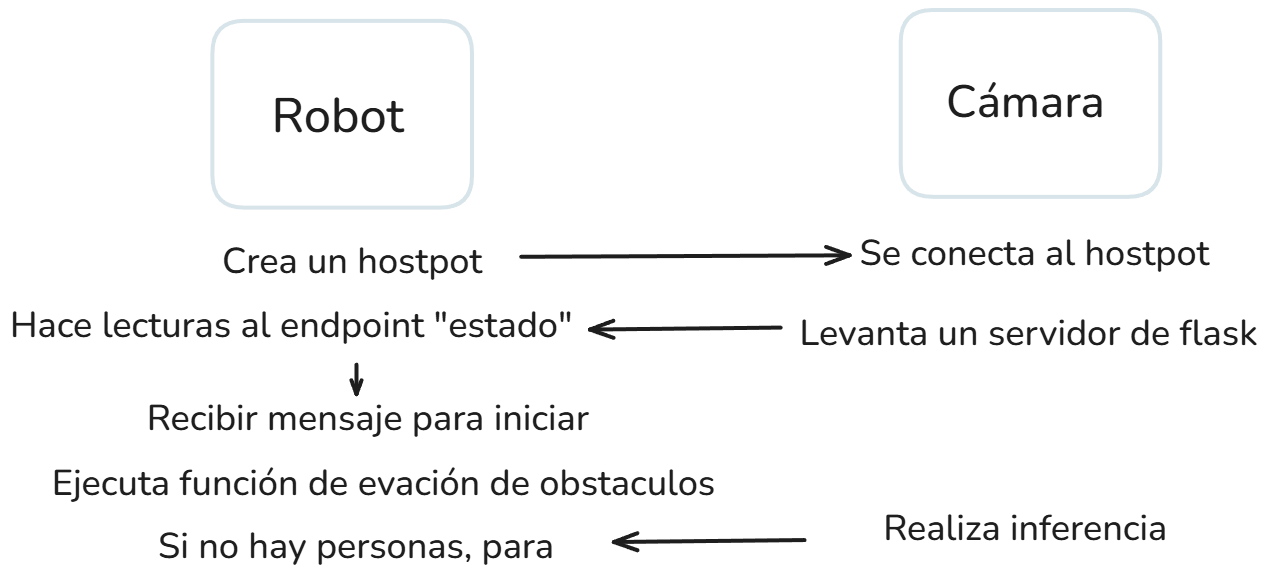 Robot
Cámara
Crea un hostpot
Se conecta al hostpot
Hace lecturas al endpoint "estado"
Levanta un servidor de flask
Recibir mensaje para iniciar
Ejecuta función de evación de obstaculos
Realiza inferencia
Si no hay personas, para